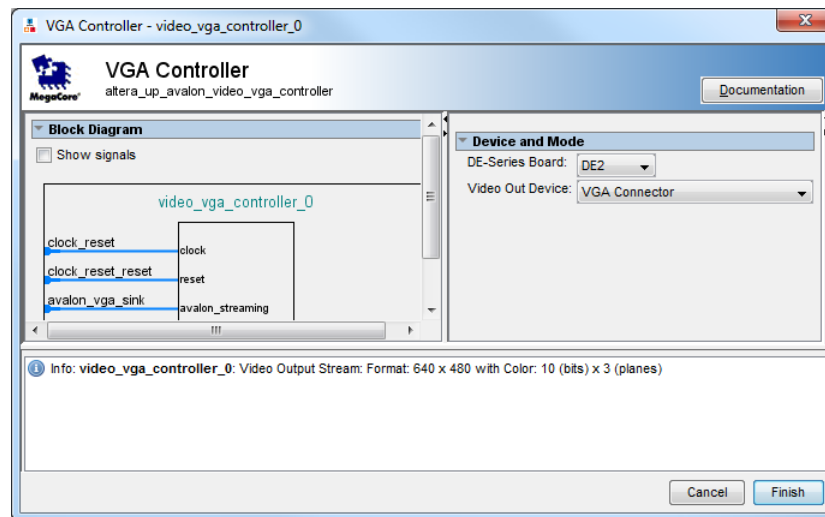 VGA Controller - video_vga_controller_0
MegaCore®
VGA Controller
altera_up_avalon_video_vga_controller
Documentation
Block Diagram
Show signals
video_vga_controller_0
clock_reset
clock
clock_reset_reset
reset
avalon_vga_sink
avalon_streaming
Device and Mode
DE-Series Board: DE2
Video Out Device: VGA Connector
Info: video_vga_controller_0: Video Output Stream: Format: 640 x 480 with Color: 10 (bits) x 3 (planes)
Cancel Finish